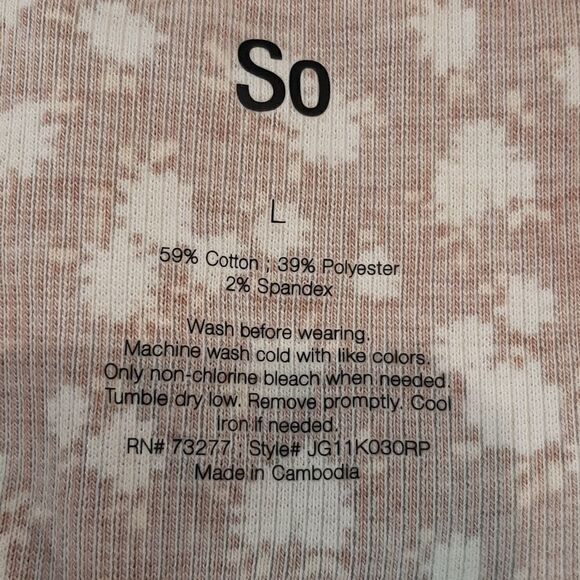 So
L
59% Cotton ; 39% Polyester
2% Spandex
Wash before wearing.
Machine wash cold with like colors.
Only non-chlorine bleach when needed.
Tumble dry low. Remove promptly. Cool
Iron if needed.
RN# 73277 ; Style# JG11K030RP
Made in Cambodia